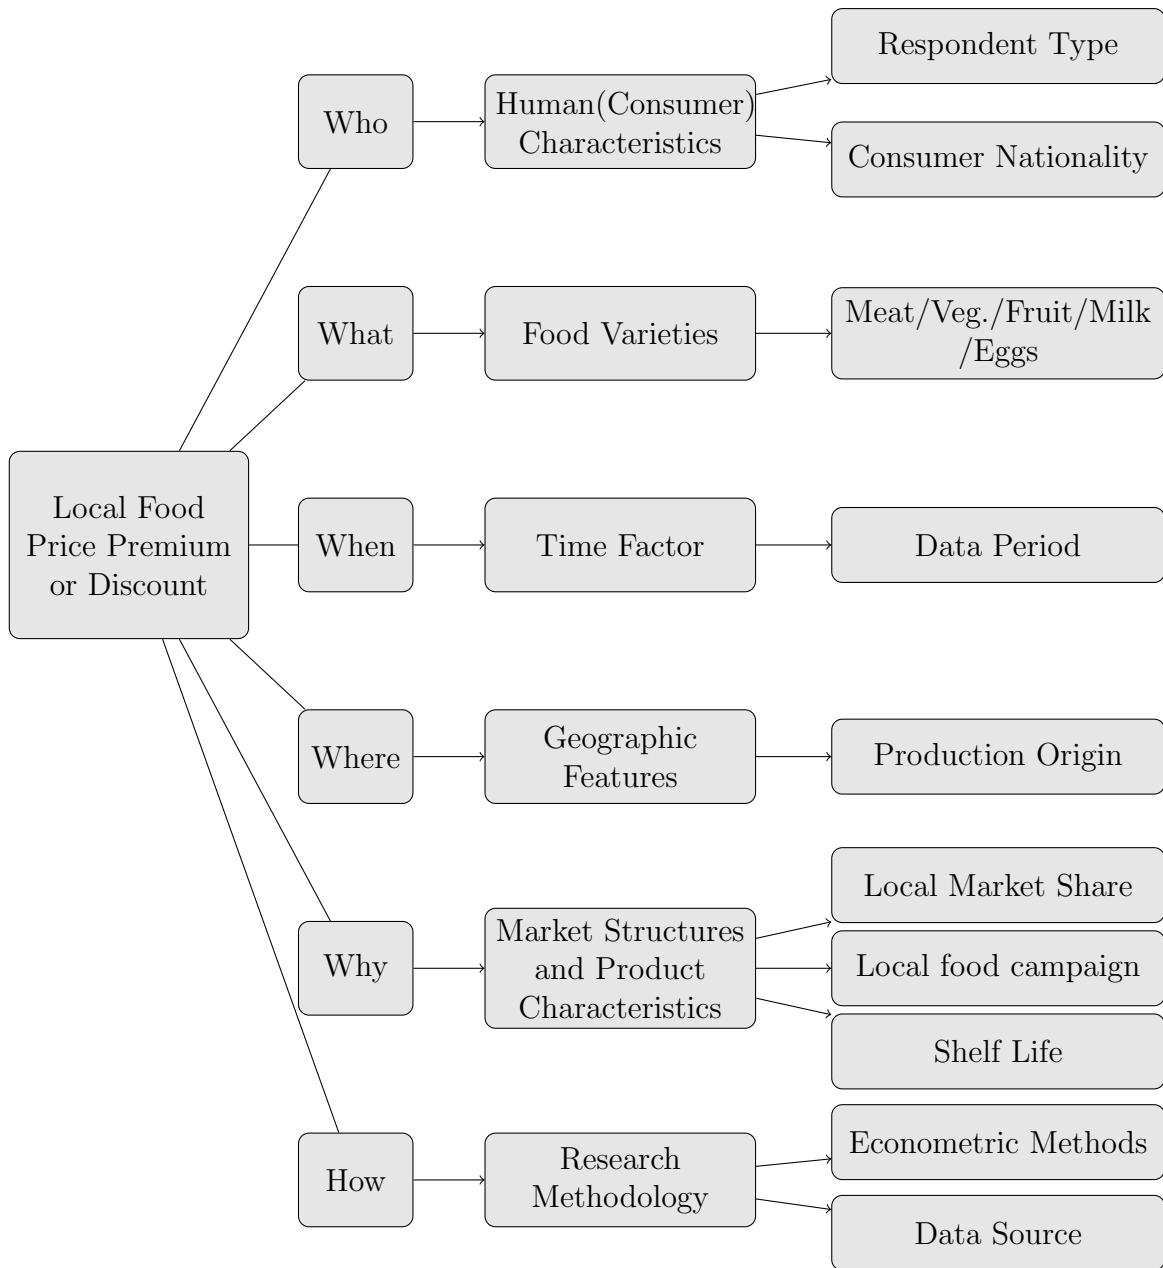 Respondent Type
Who
Human(Consumer)
Characteristics
Consumer Nationality
What
Food Varieties
Meat/Veg./Fruit/Milk
/Eggs
Local Food
Price Premium
or Discount
When
Time Factor
Data Period
Where
Geographic
Features
Production Origin
Local Market Share
Why
Market Structures
and Product
Characteristics
Local food campaign
Shelf Life
Econometric Methods
How
Research
Methodology
Data Source